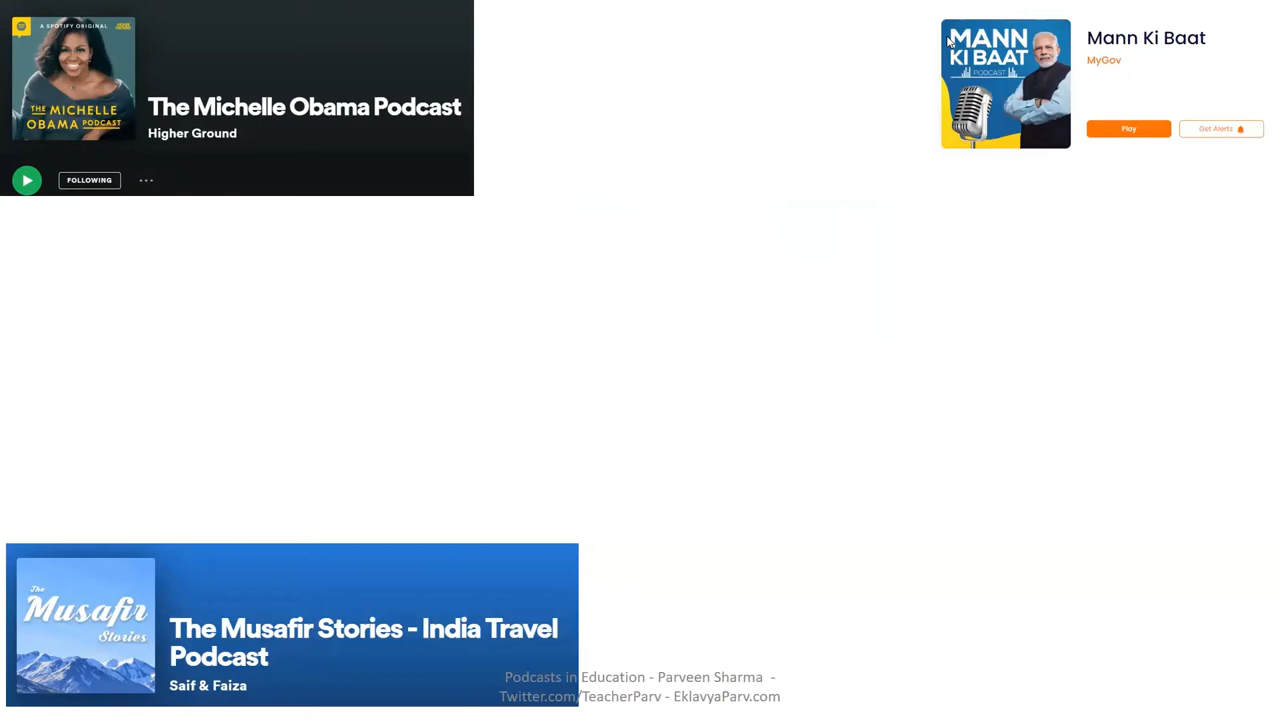 A SPOTIFY ORIGINAL
HIGHER GROUND
THE MICHELLE
OBAMA PODCAST
The Michelle Obama Podcast
Higher Ground
FOLLOWING
MANN
KI BAAT
PODCAST
Mann Ki Baat
MyGov
Play
Get Alerts
The
Musafir
Stories
The Musafir Stories - India Travel
Podcast
Saif & Faiza
Podcasts in Education - Parveen Sharma -
Twitter.com/TeacherParv - EklavyaParv.com